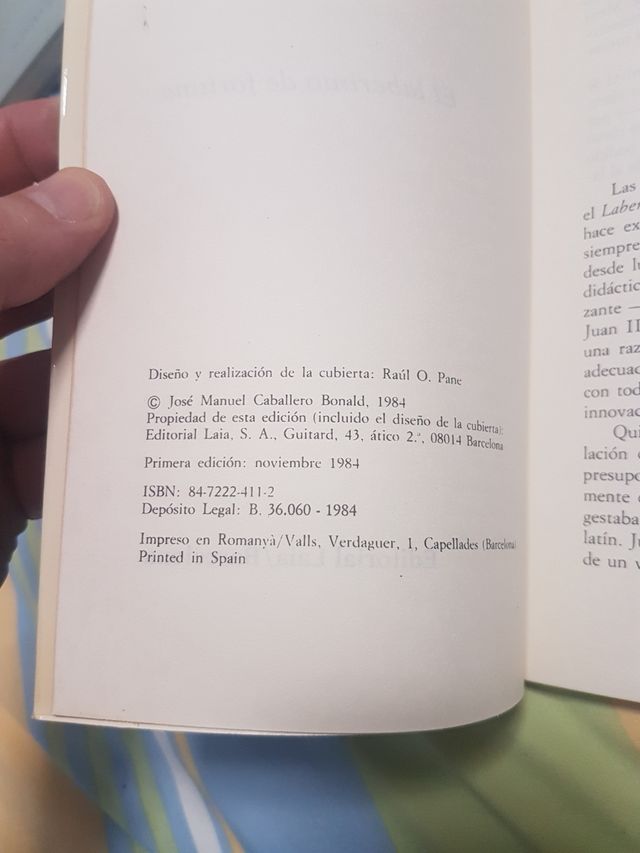 Diseño y realización de la cubierta: Raúl O. Pane
© José Manuel Caballero Bonald, 1984
Propiedad de esta edición (incluido el diseño de la cubierta):
Editorial Laia, S. A., Guitard, 43, ático 2.ª, 08014 Barcelona
Primera edición: noviembre 1984
ISBN: 84-7222-411-2
Depósito Legal: B. 36.060 - 1984
Impreso en Romanyà/Valls, Verdaguer, 1, Capellades (Barcelona)
Printed in Spain
Las
el Laber
hace ex
siempre
desde l
didáctic
zante —
Juan II
una raz
adecuad
con tod
innovac
Qui
lación
presupo
mente
gestaba
latín. J
de un v